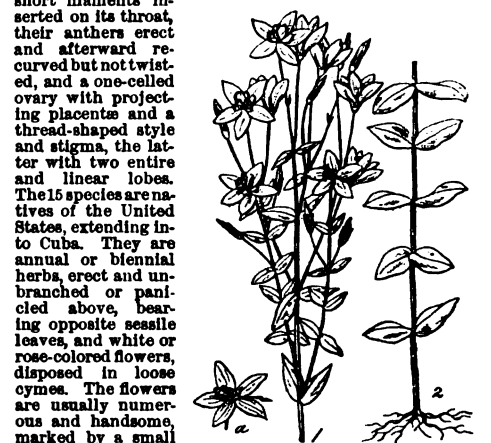 short filaments in-
serted on its throat,
their anthers erect
and afterward re-
curved but not twist-
ed, and a one-celled
ovary with project-
ing placentæ and a
thread-shaped style
and stigma, the lat-
ter with two entire
and linear lobes.
The 15 species are na-
tives of the United
States, extending in-
to Cuba. They are
annual or biennial
herbs, erect and un-
branched or pani-
cled above, bear-
ing opposite sessile
leaves, and white or
rose-colored flowers,
disposed in loose
cymes. The flowers
are usually numer-
ous and handsome,
marked by a small
a
1
2